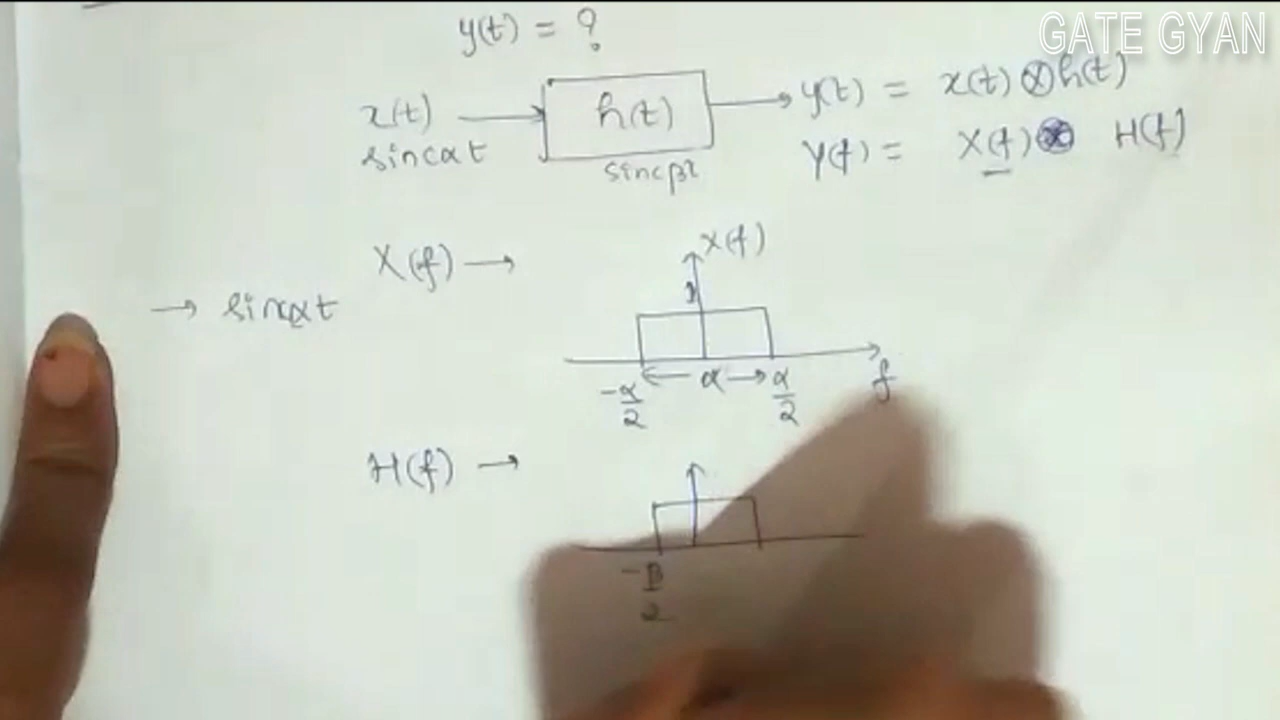 GATE GYAN
y(t) = ?
x(t) → h(t) → y(t) = x(t) ⊗ h(t)
sincαt
sincβt
Y(f) = X(f) H(f)
X(f) →
X(f)
→ sincαt
1
-α/2 ← α → α/2
f
H(f) →
-β/2